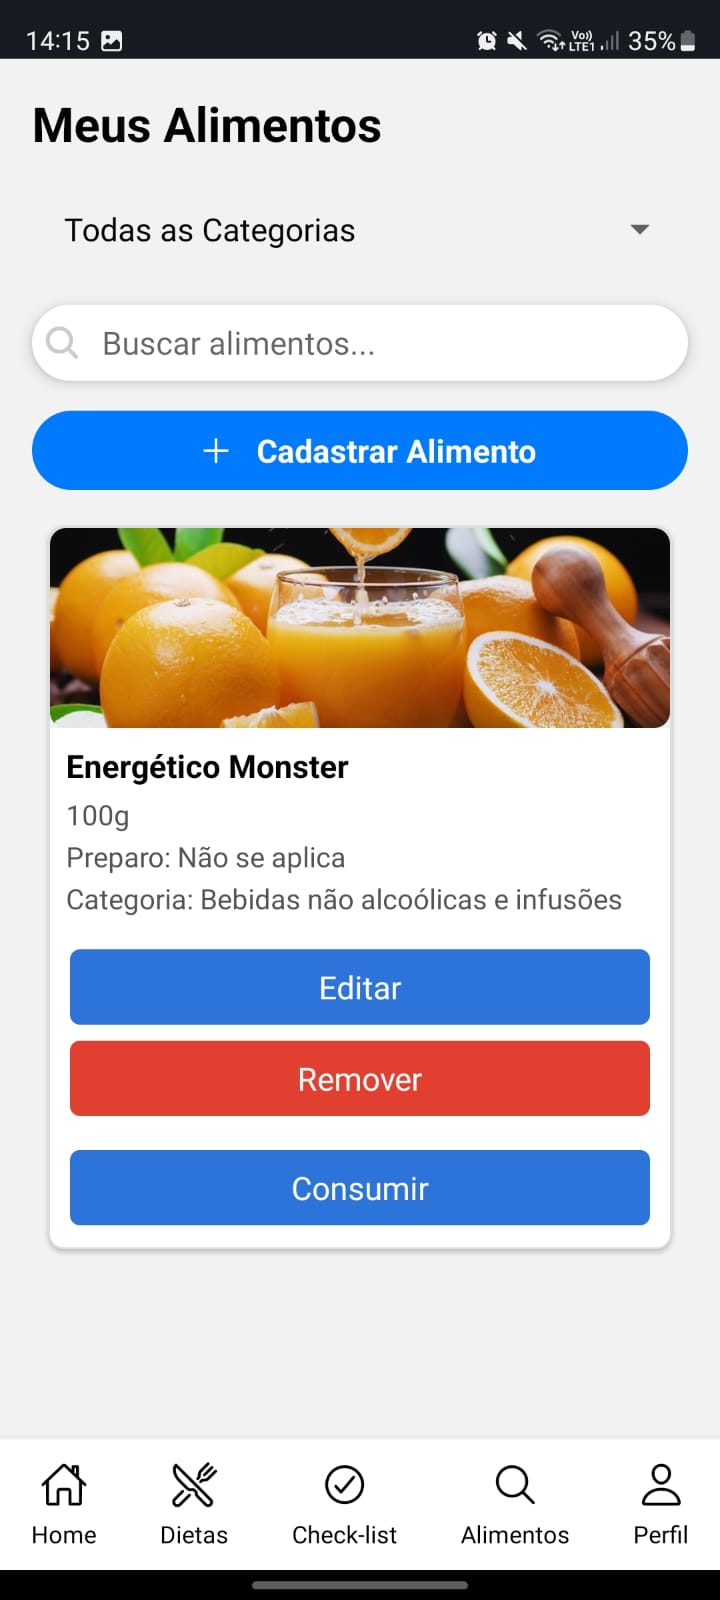 14:15 Vo)) LTE1 35%
Meus Alimentos
Todas as Categorias
Buscar alimentos...
Cadastrar Alimento
Energético Monster
100g
Preparo: Não se aplica
Categoria: Bebidas não alcoólicas e infusões
Editar
Remover
Consumir
Home Dietas Check-list Alimentos Perfil